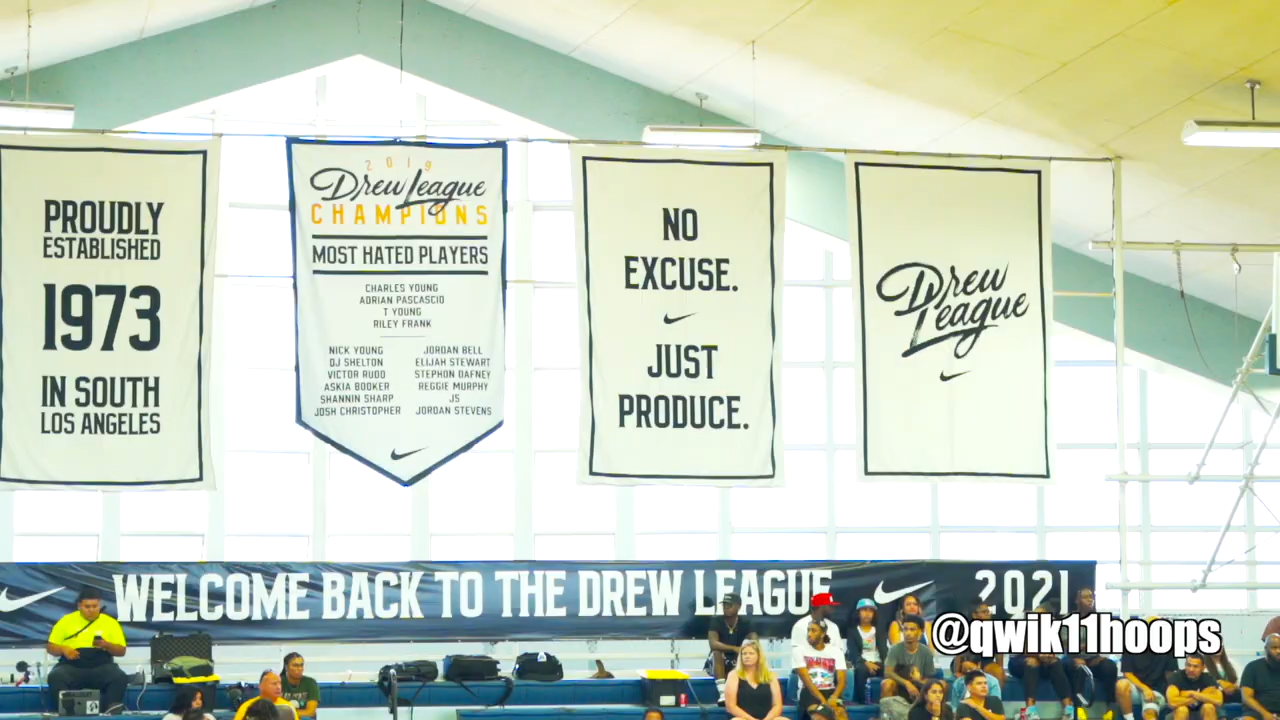 PROUDLY
ESTABLISHED
1973
IN SOUTH
LOS ANGELES
2019
Drew League
CHAMPIONS
MOST HATED PLAYERS
CHARLES YOUNG
ADRIAN PASCASCIO
T YOUNG
RILEY FRANK
NICK YOUNG
DJ SHELTON
VICTOR RUDD
ASKIA BOOKER
SHANNIN SHARP
JOSH CHRISTOPHER
JORDAN BELL
ELIJAH STEWART
STEPHON DAFNEY
REGGIE MURPHY
JS
JORDAN STEVENS
NO
EXCUSE.
JUST
PRODUCE.
Drew
League
WELCOME BACK TO THE DREW LEAGUE 2021
@qwik11hoops